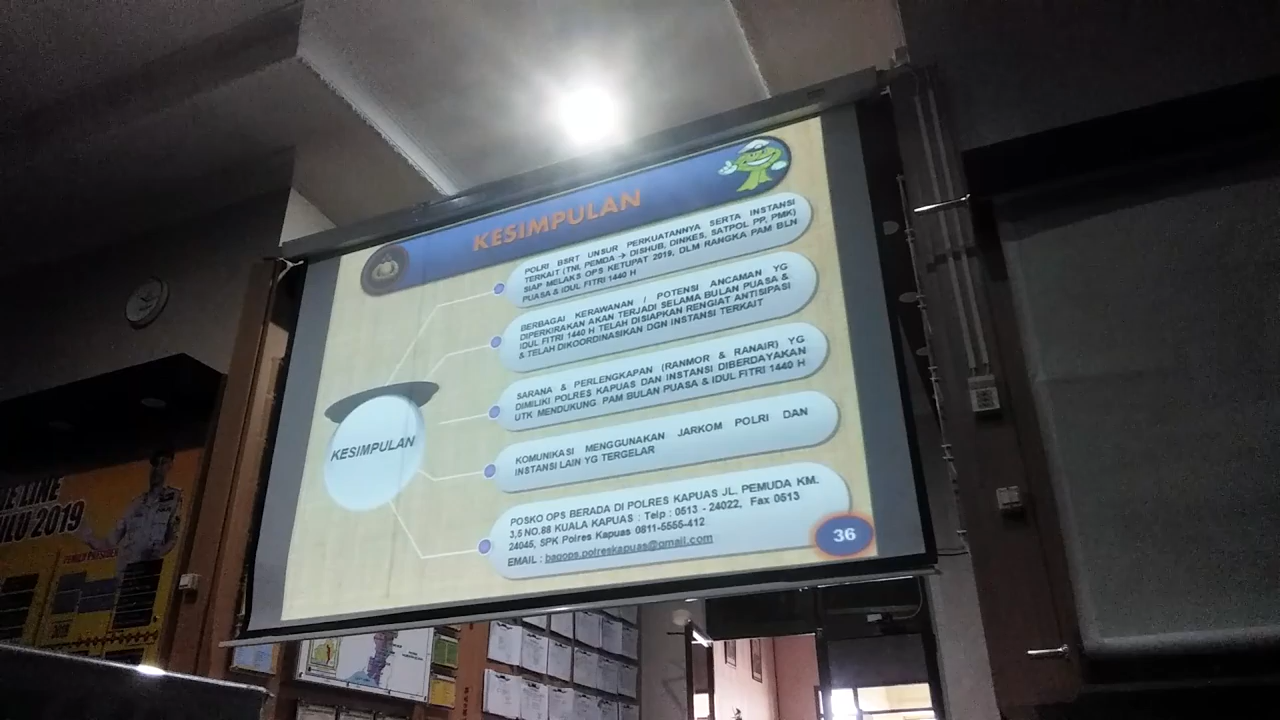 KESIMPULAN
POLRI BSRT UNSUR PERKUATANNYA SERTA INSTANSI
TERKAIT (TNI, PEMDA → DISHUB, DINKES, SATPOL PP, PMK)
SIAP MELAKS OPS KETUPAT 2019, DLM RANGKA PAM BLN
PUASA & IDUL FITRI 1440 H
BERBAGAI KERAWANAN / POTENSI ANCAMAN YG
DIPERKIRAKAN AKAN TERJADI SELAMA BULAN PUASA &
IDUL FITRI 1440 H TELAH DISIAPKAN RENGIAT ANTISIPASI
& TELAH DIKOORDINASIKAN DGN INSTANSI TERKAIT
SARANA & PERLENGKAPAN (RANMOR & RANAIR) YG
DIMILIKI POLRES KAPUAS DAN INSTANSI DIBERDAYAKAN
UTK MENDUKUNG PAM BULAN PUASA & IDUL FITRI 1440 H
KESIMPULAN
KOMUNIKASI MENGGUNAKAN JARKOM POLRI DAN
INSTANSI LAIN YG TERGELAR
POSKO OPS BERADA DI POLRES KAPUAS JL. PEMUDA KM.
3,5 NO.88 KUALA KAPUAS : Telp : 0513 - 24022, Fax 0513
24045, SPK Polres Kapuas 0811-5555-412
EMAIL : bagops.polreskapuas@gmail.com
36
LINE
ULU 2019